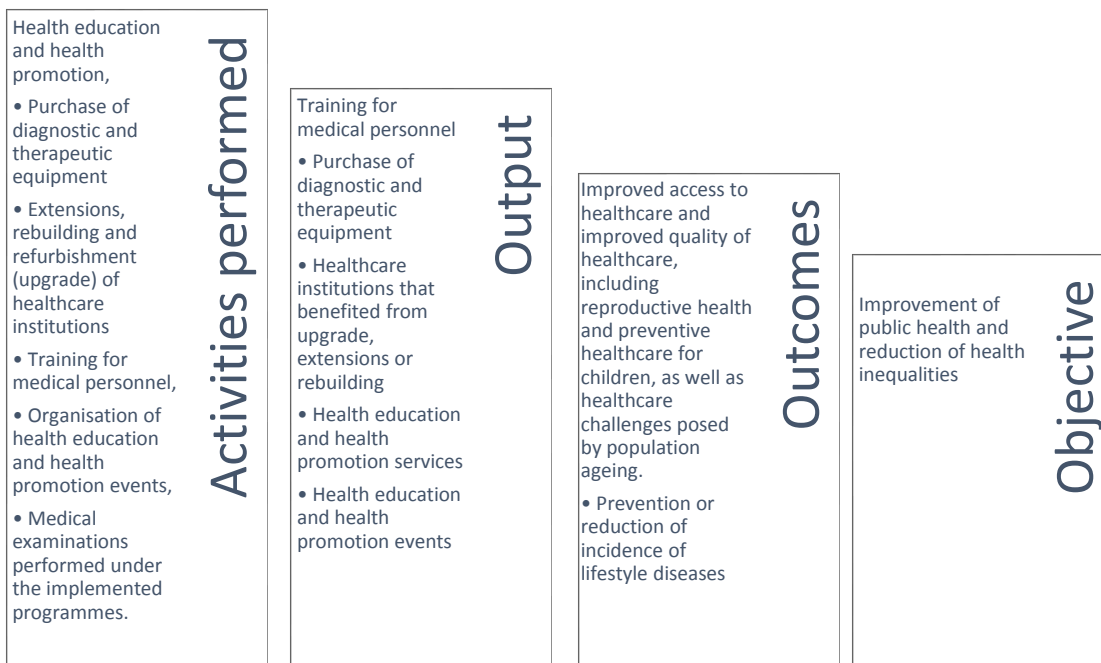 Health education
and health
promotion,
• Purchase of
diagnostic and
therapeutic
equipment
• Extensions,
rebuilding and
refurbishment
(upgrade) of
healthcare
institutions
• Training for
medical personnel,
• Organisation of
health education
and health
promotion events,
• Medical
examinations
performed under
the implemented
programmes.
Activities performed
Training for
medical personnel
• Purchase of
diagnostic and
therapeutic
equipment
• Healthcare
institutions that
benefited from
upgrade,
extensions or
rebuilding
• Health education
and health
promotion services
• Health education
and health
promotion events
Output
Improved access to
healthcare and
improved quality of
healthcare,
including
reproductive health
and preventive
healthcare for
children, as well as
healthcare
challenges posed
by population
ageing.
• Prevention or
reduction of
incidence of
lifestyle diseases
Outcomes
Improvement of
public health and
reduction of health
inequalities
Objective